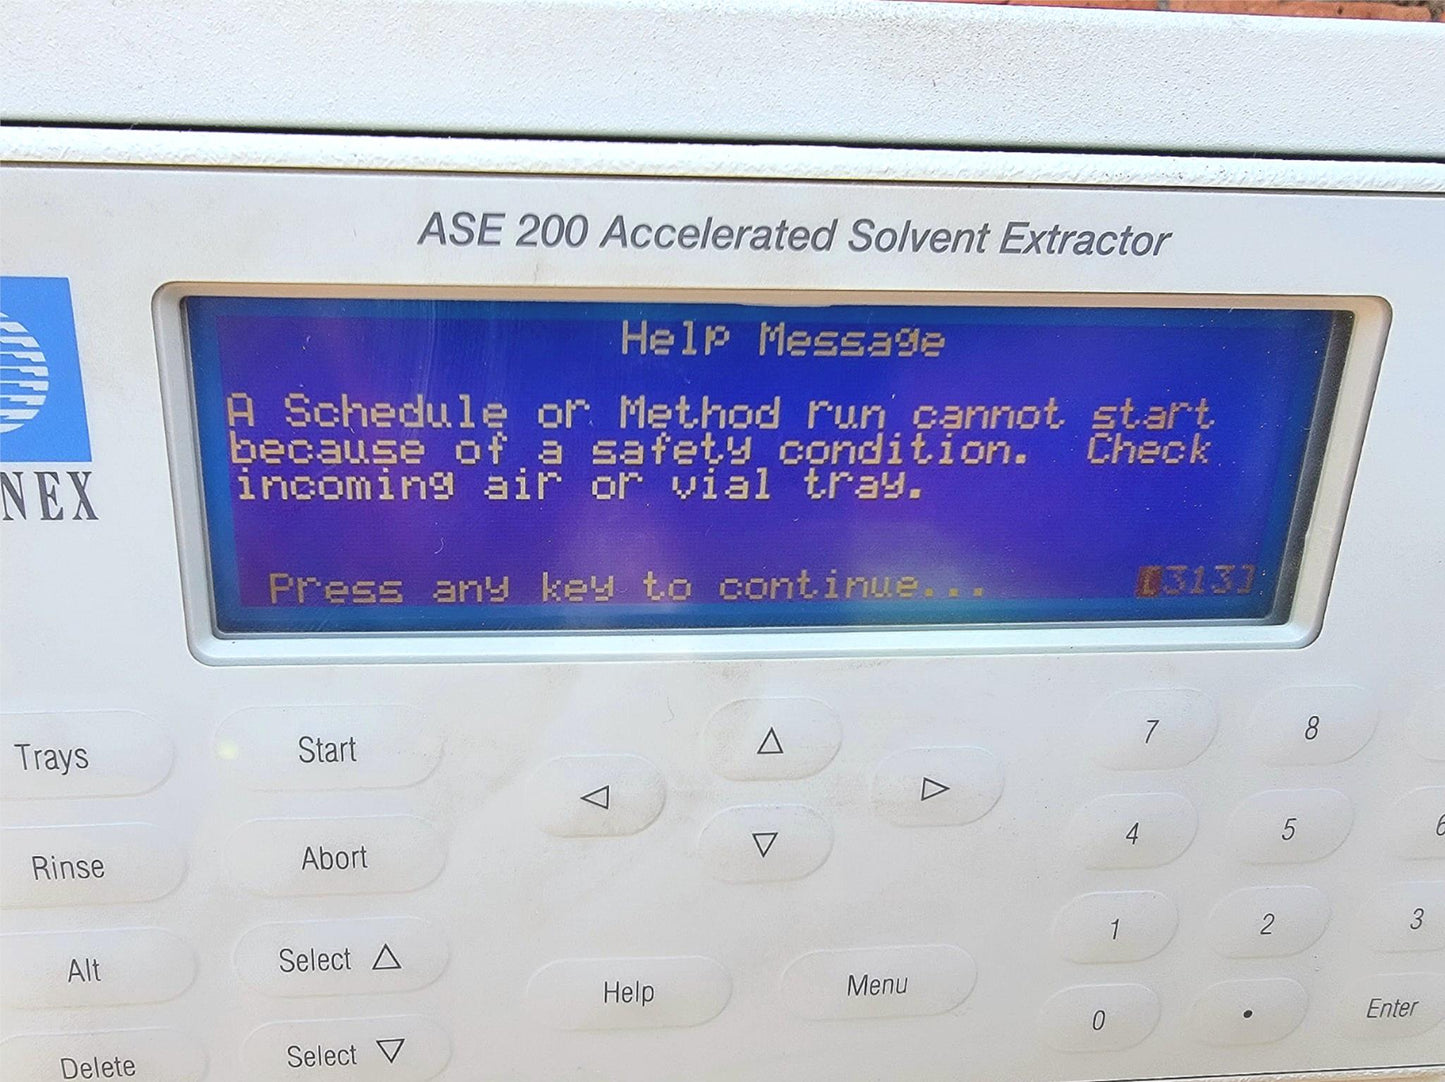 ASE 200 Accelerated Solvent Extractor
Help Message
A Schedule or Method run cannot start
because of a safety condition. Check
incoming air or vial tray.
Press any key to continue... [313]
NEX
Trays
Start
7
8
Rinse
Abort
4
5
6
Alt
Select △
1
2
3
Help
Menu
0
.
Enter
Delete
Select ▽